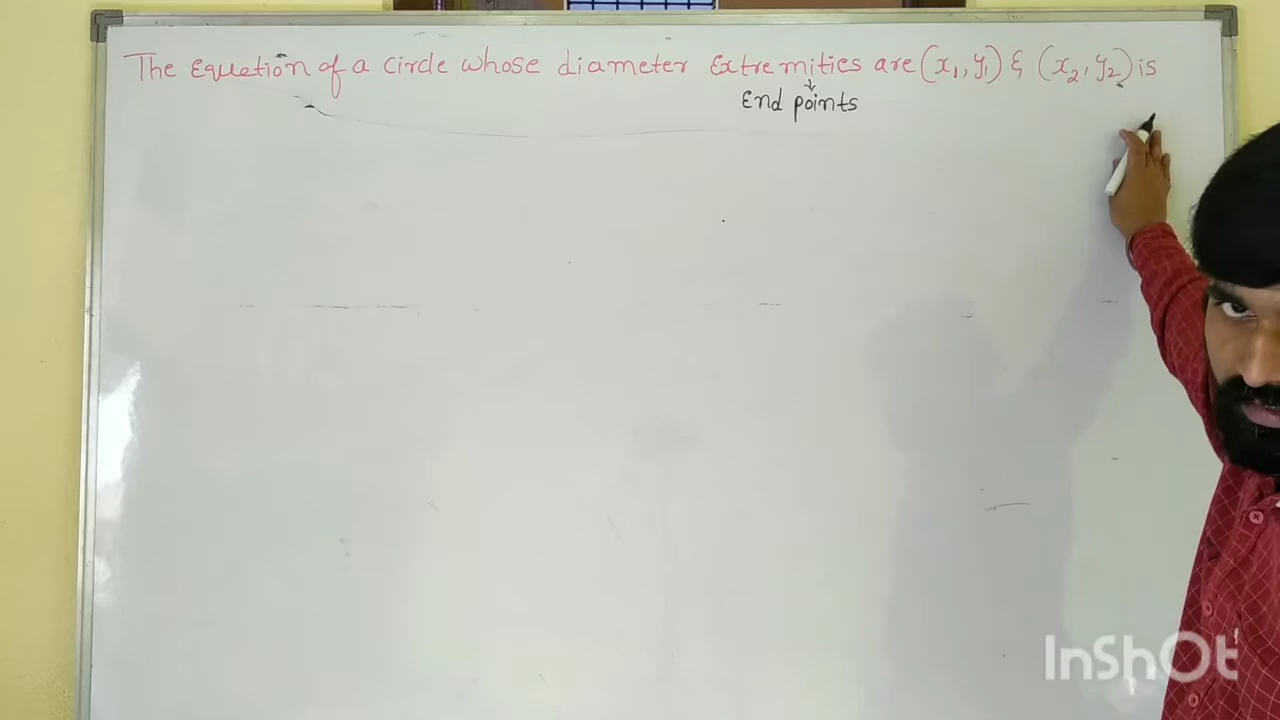 The Equation of a circle whose diameter Extremities are (x₁, y₁) & (x₂, y₂) is
↓
End points
InShOt